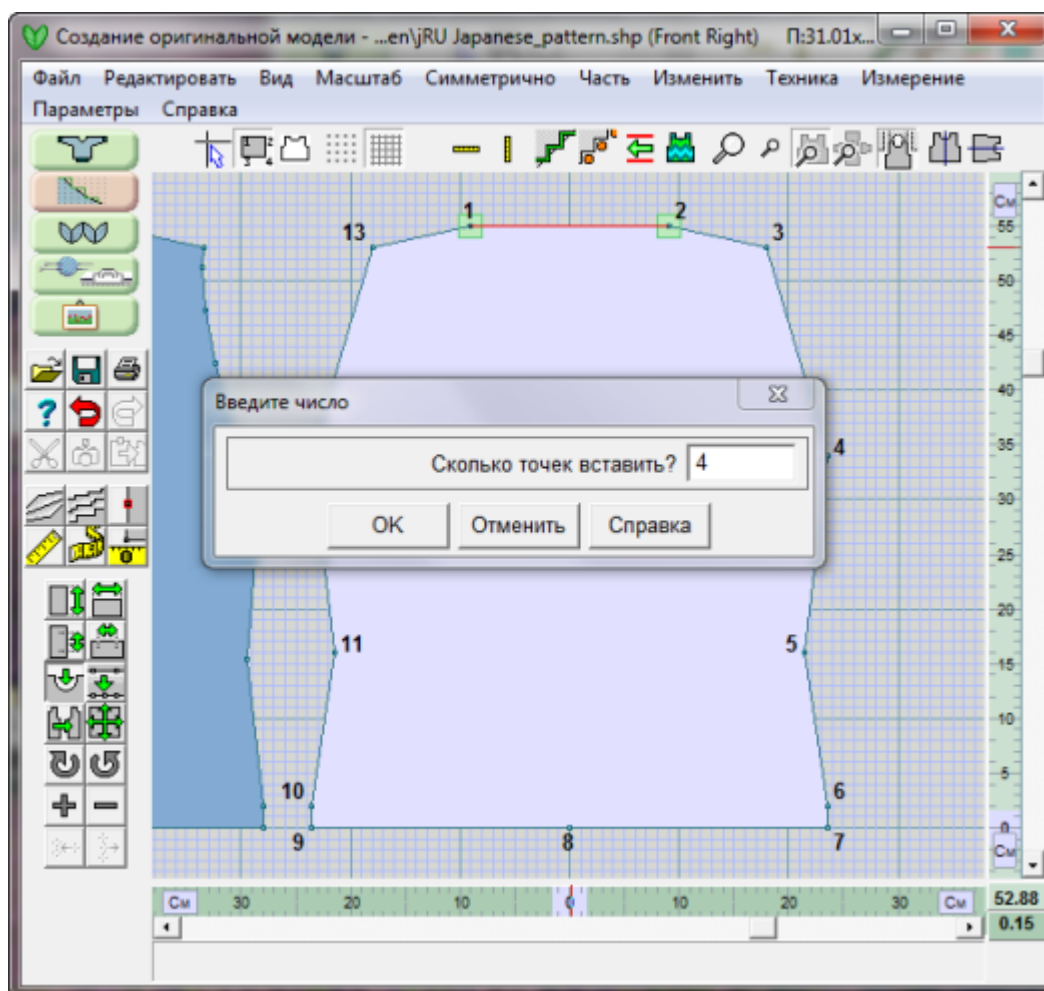 Создание оригинальной модели - ...en\jRU Japanese_pattern.shp (Front Right) П:31.01x...
Файл Редактировать Вид Масштаб Симметрично Часть Изменить Техника Измерение
Параметры Справка
См
55
50
45
40
35
30
25
20
15
10
5
0
См
1
2
13
3
4
11
5
10
6
9
8
7
Введите число
Сколько точек вставить? 4
OK Отменить Справка
См 30 20 10 0 10 20 30 См
52.88
0.15